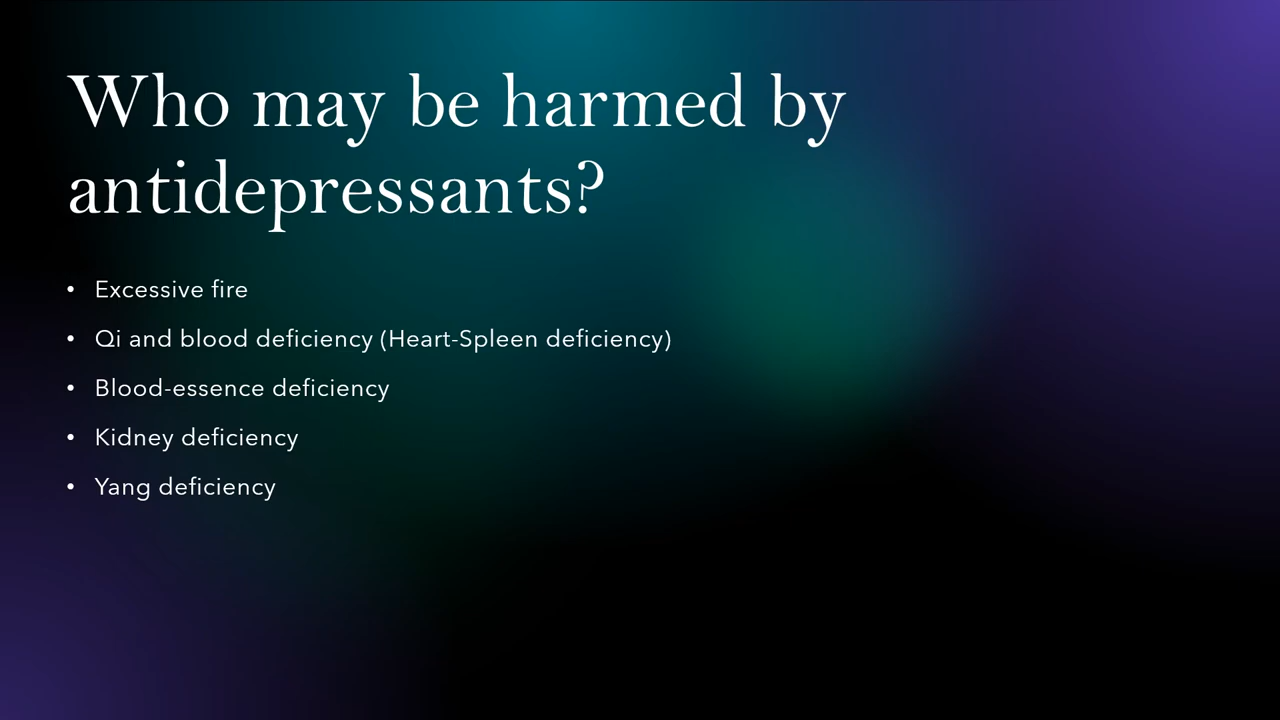 Who may be harmed by
antidepressants?
• Excessive fire
• Qi and blood deficiency (Heart-Spleen deficiency)
• Blood-essence deficiency
• Kidney deficiency
• Yang deficiency